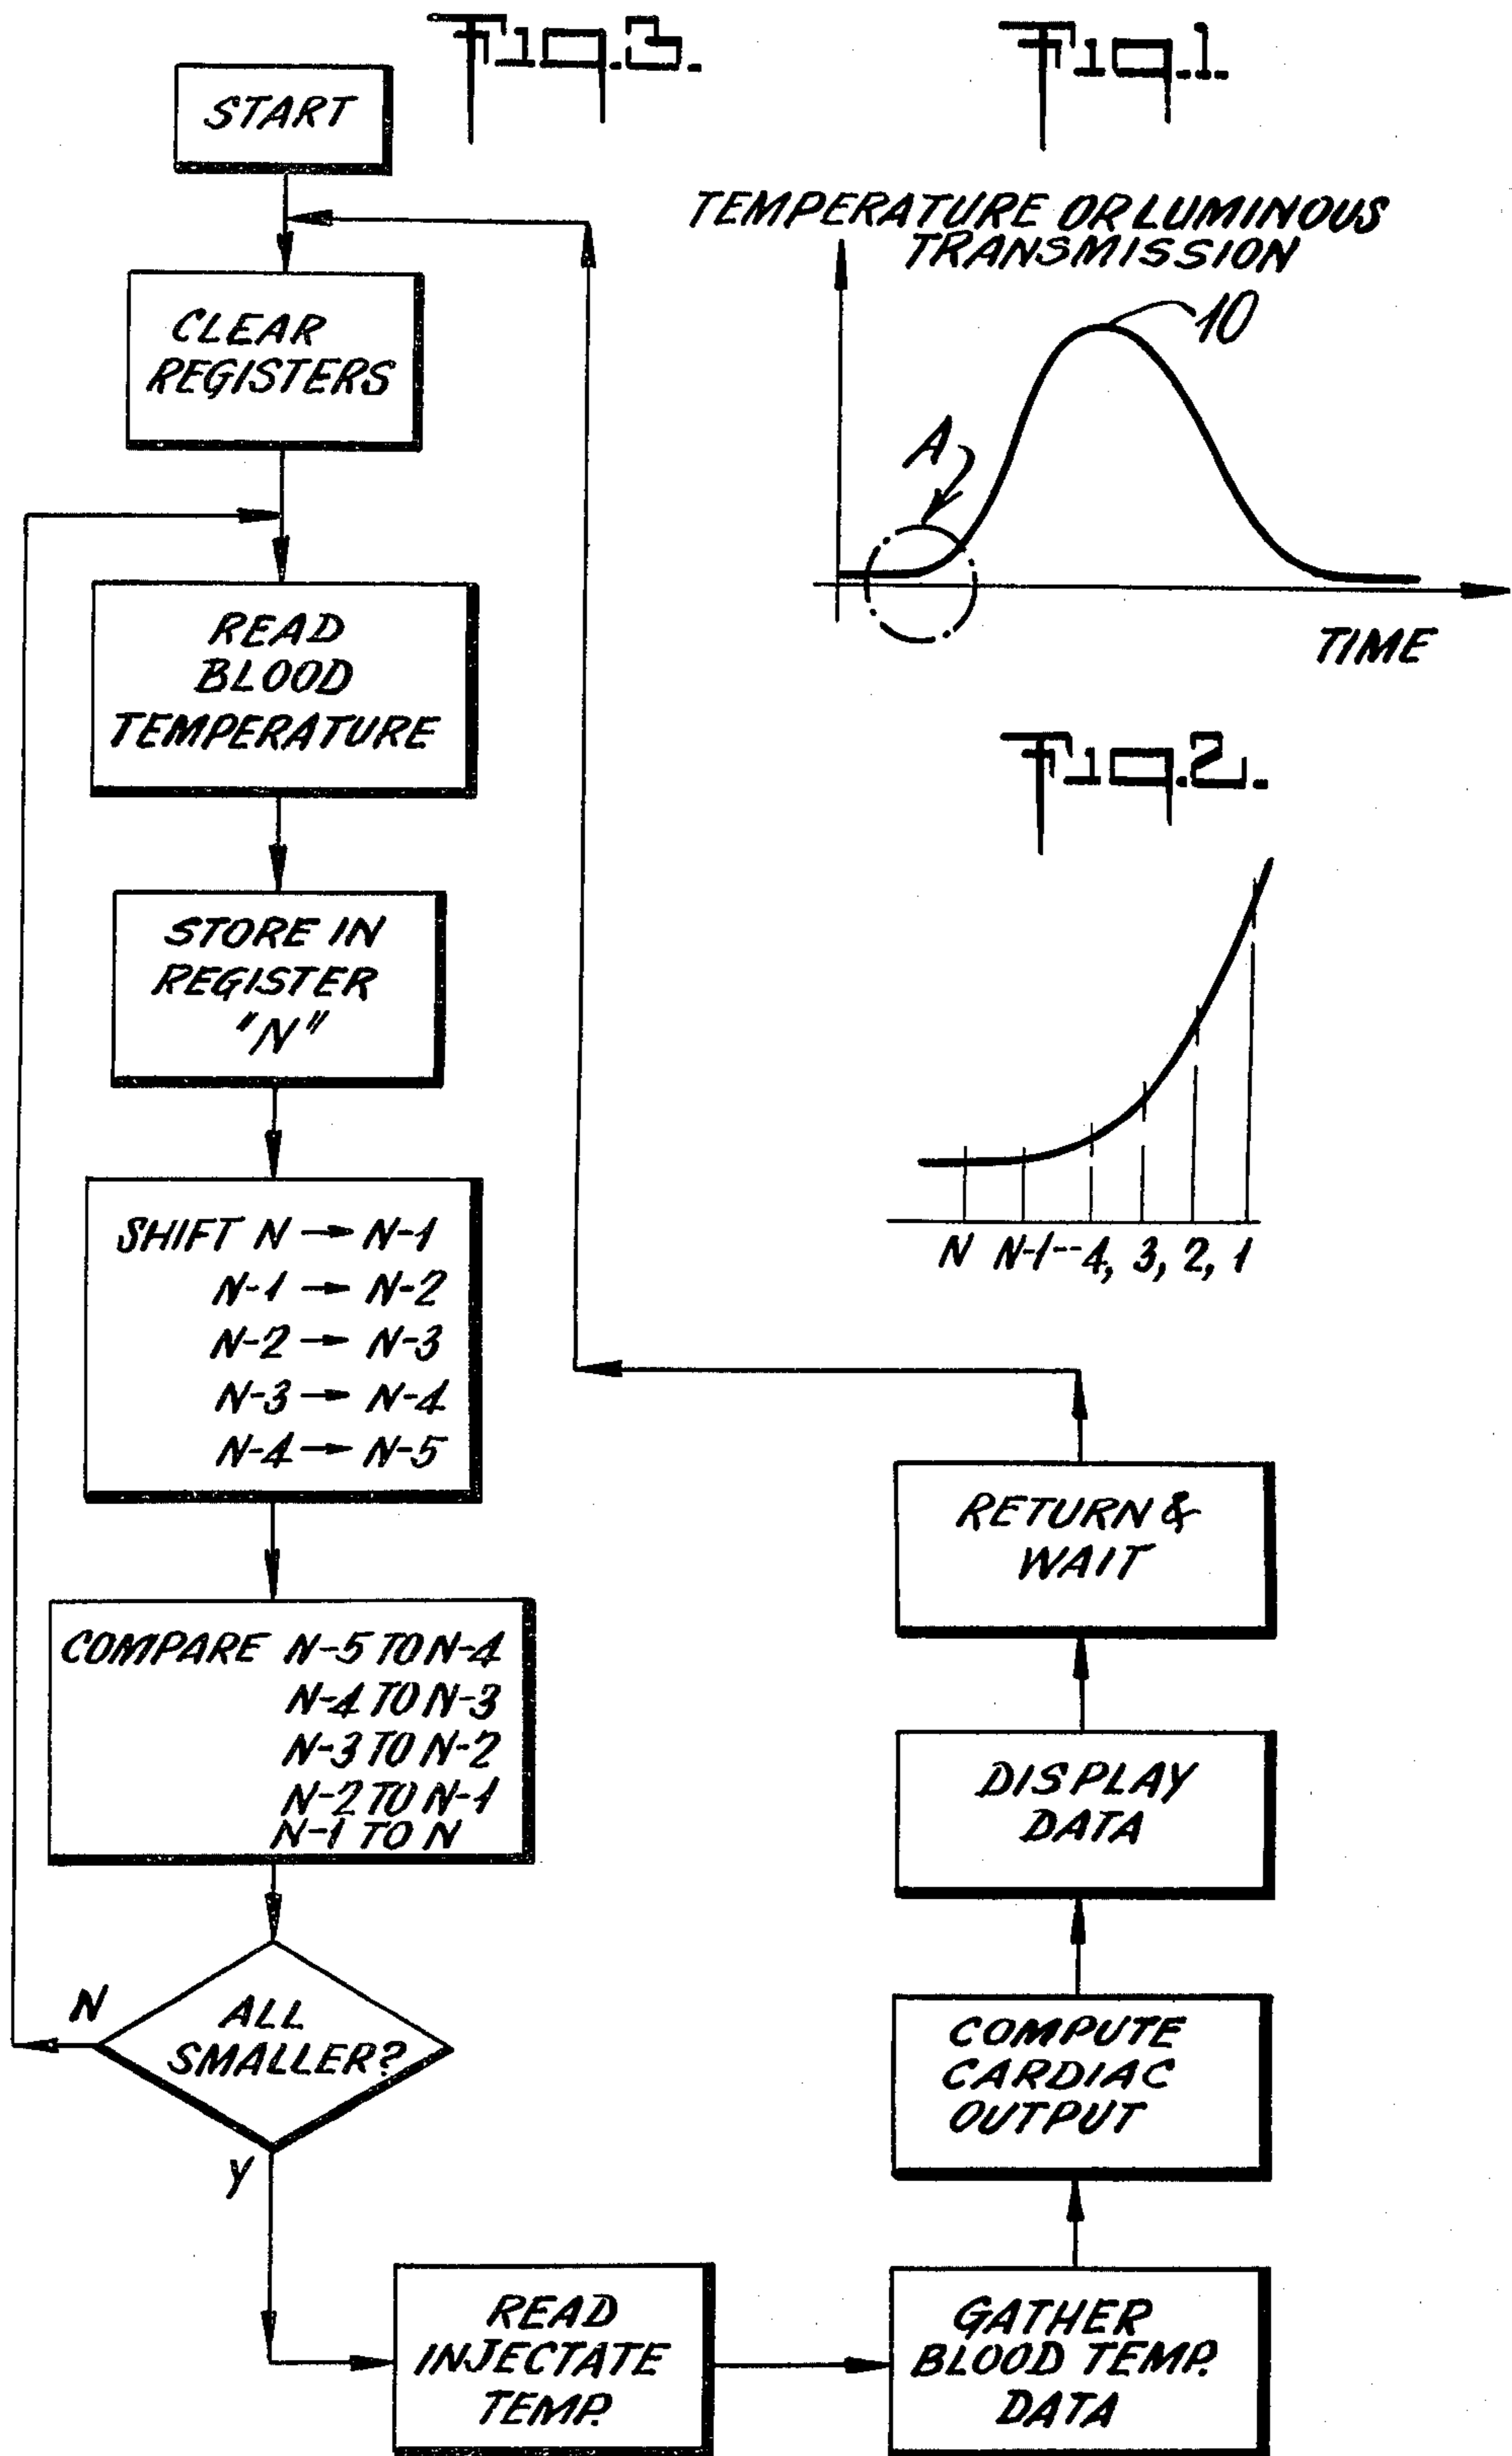 Fig. 3.
START
CLEAR
REGISTERS
READ
BLOOD
TEMPERATURE
STORE IN
REGISTER
"N"
SHIFT N → N-1
N-1 → N-2
N-2 → N-3
N-3 → N-4
N-4 → N-5
COMPARE N-5 TO N-4
N-4 TO N-3
N-3 TO N-2
N-2 TO N-1
N-1 TO N
ALL
SMALLER?
N
Y
READ
INJECTATE
TEMP.
GATHER
BLOOD TEMP.
DATA
COMPUTE
CARDIAC
OUTPUT
DISPLAY
DATA
RETURN &
WAIT
Fig. 1.
TEMPERATURE OR LUMINOUS
TRANSMISSION
10
A
TIME
Fig. 2.
N N-1--4, 3, 2, 1